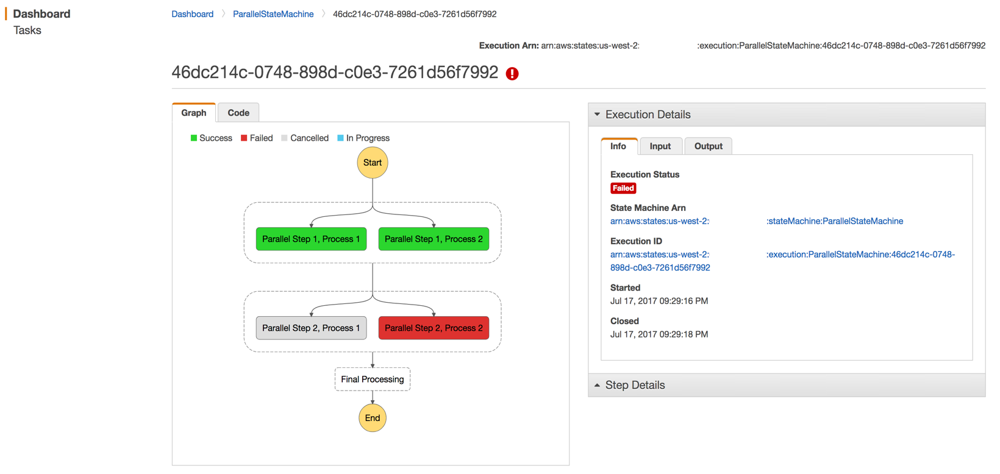 Dashboard
Tasks
Dashboard ParallelStateMachine 46dc214c-0748-898d-c0e3-7261d56f7992
Execution Arn: arn:aws:states:us-west-2: :execution:ParallelStateMachine:46dc214c-0748-898d-c0e3-7261d56f7992
46dc214c-0748-898d-c0e3-7261d56f7992
Graph Code
Success Failed Cancelled In Progress
Start
Parallel Step 1, Process 1 Parallel Step 1, Process 2
Parallel Step 2, Process 1 Parallel Step 2, Process 2
Final Processing
End
Execution Details
Info Input Output
Execution Status
Failed
State Machine Arn
arn:aws:states:us-west-2: :stateMachine:ParallelStateMachine
Execution ID
arn:aws:states:us-west-2: :execution:ParallelStateMachine:46dc214c-0748-
898d-c0e3-7261d56f7992
Started
Jul 17, 2017 09:29:16 PM
Closed
Jul 17, 2017 09:29:18 PM
Step Details